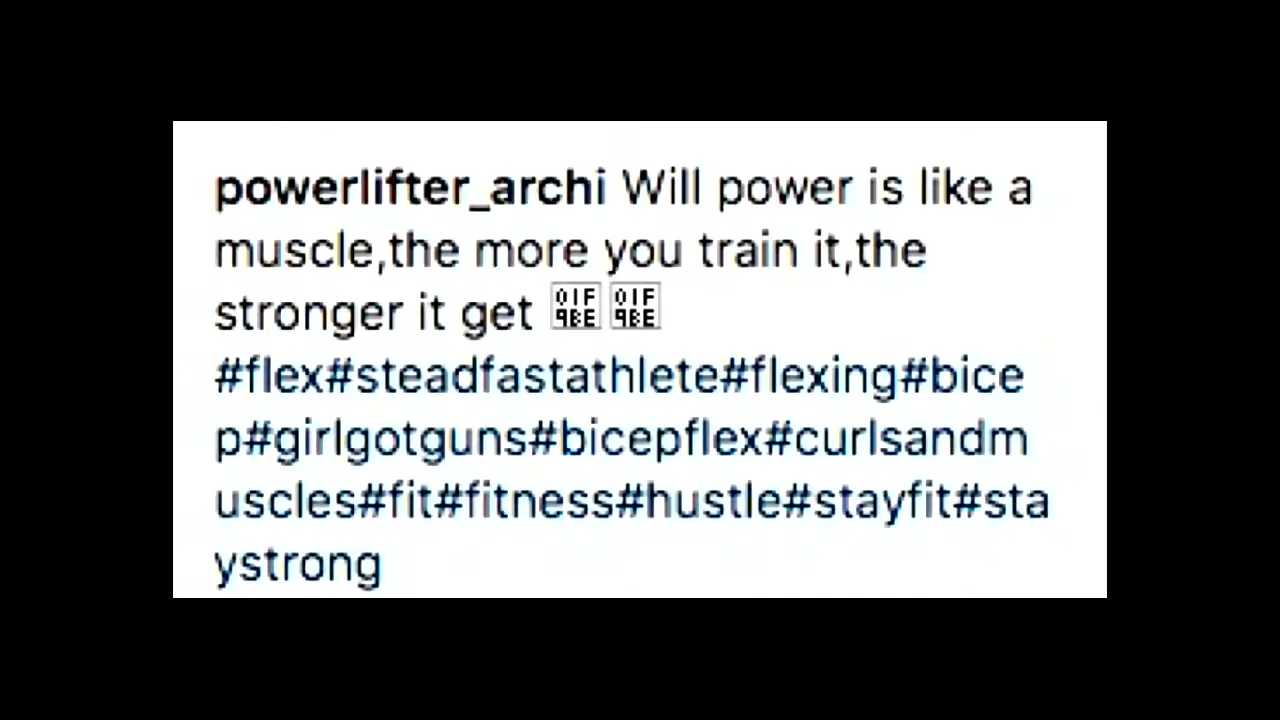 powerlifter_archi Will power is like a
muscle,the more you train it,the
stronger it get 🦾🦾
#flex#steadfastathlete#flexing#bice
p#girlgotguns#bicepflex#curlsandm
uscles#fit#fitness#hustle#stayfit#sta
ystrong